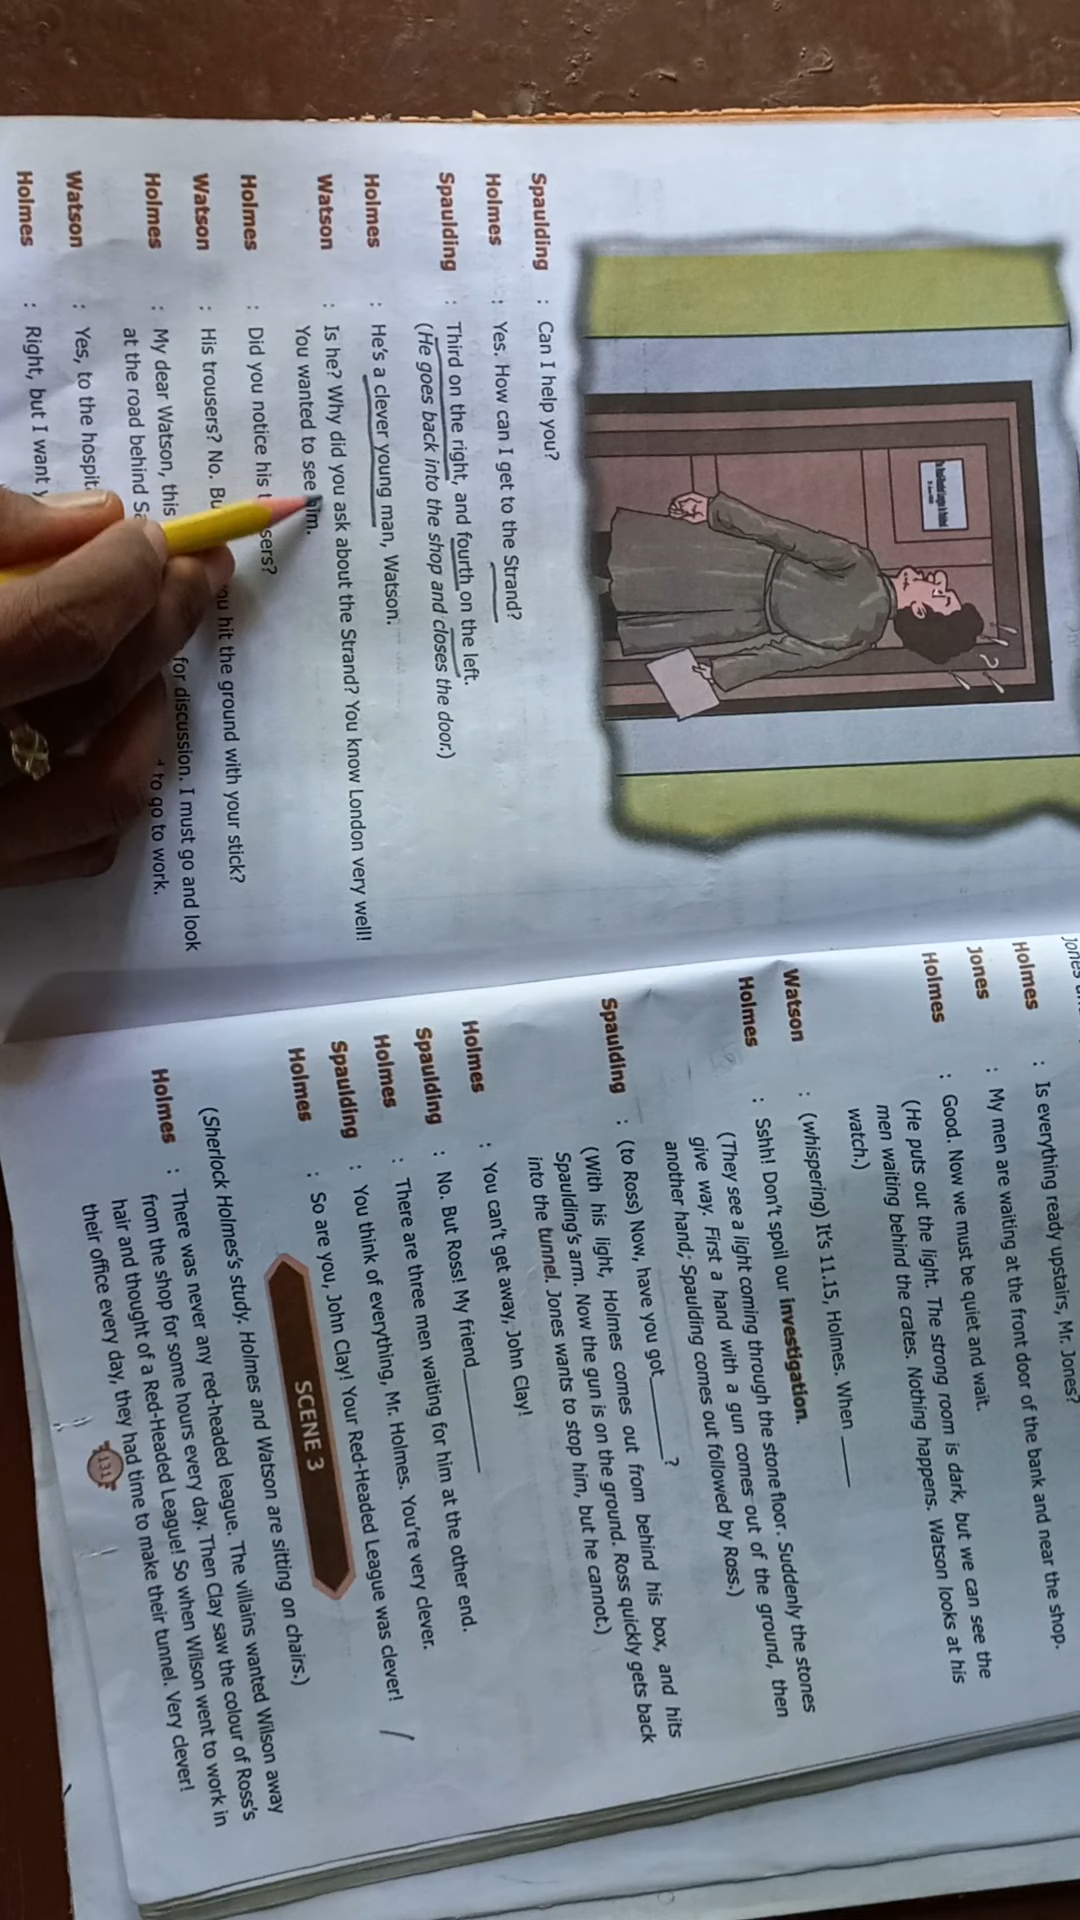 Spaulding : Can I help you?
Holmes : Yes. How can I get to the Strand?
Spaulding : Third on the right, and fourth on the left.
(He goes back into the shop and closes the door.)
Holmes : He's a clever young man, Watson.
Watson : Is he? Why did you ask about the Strand? You know London very well!
You wanted to see him.
Holmes : Did you notice his
Watson : His trousers? No. hit the ground with your stick?
Holmes : My dear Watson, this for discussion. I must go and look
at the road behind to go to work.
Watson : Yes, to the
Holmes : Right, but I want
Holmes : Is everything ready upstairs, Mr. Jones?
Jones : My men are waiting at the front door of the bank and near the shop.
Holmes : Good. Now we must be quiet and wait.
(He puts out the light. The strong room is dark, but we can see the
men waiting behind the crates. Nothing happens. Watson looks at his
watch.)
Watson : (whispering) It's 11.15, Holmes. When ____
Holmes : Sshh! Don't spoil our investigation.
(They see a light coming through the stone floor. Suddenly the stones
give way. First a hand with a gun comes out of the ground, then
another hand; Spaulding comes out followed by Ross.)
Spaulding : (to Ross) Now, have you got______?
(With his light, Holmes comes out from behind his box, and hits
Spaulding's arm. Now the gun is on the ground. Ross quickly gets back
into the tunnel. Jones wants to stop him, but he cannot.)
Holmes : You can't get away, John Clay!
Spaulding : No. But Ross! My friend________
Holmes : There are three men waiting for him at the other end.
Spaulding : You think of everything, Mr. Holmes. You're very clever.
Holmes : So are you, John Clay! Your Red-Headed League was clever!
SCENE 3
(Sherlock Holmes's study. Holmes and Watson are sitting on chairs.)
Holmes : There was never any red-headed league. The villains wanted Wilson away
from the shop for some hours every day. Then Clay saw the colour of Ross's
hair and thought of a Red-Headed League! So when Wilson went to work in
their office every day, they had time to make their tunnel. Very clever!
131